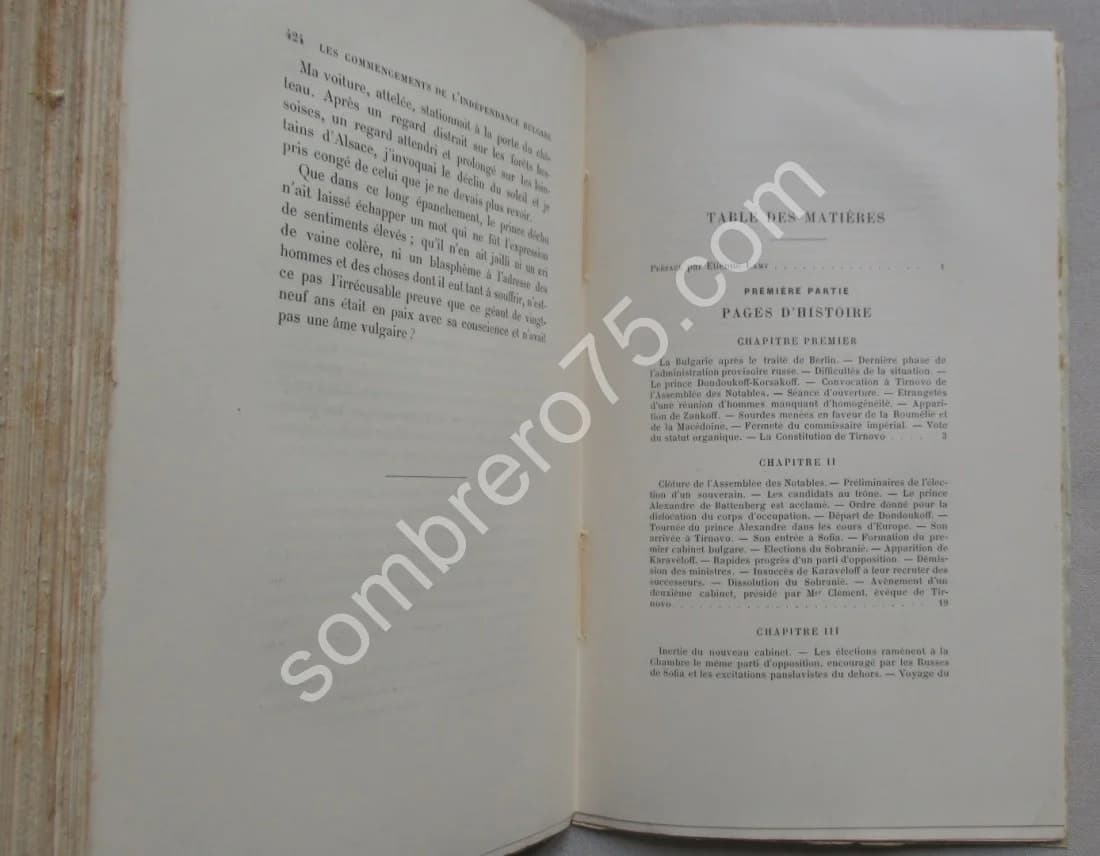 424 LES COMMENCEMENTS DE L'INDÉPENDANCE BULGARE
Ma voiture, attelée, stationnait à la porte du châ-
teau. Après un regard distrait sur les forêts hes-
soises, un regard attendri et prolongé sur les loin-
tains d'Alsace, j'invoquai le déclin du soleil et je
pris congé de celui que je ne devais plus revoir.
Que dans ce long épanchement, le prince déchu
n'ait laissé échapper un mot qui ne fût l'expression
de sentiments élevés ; qu'il n'en ait jailli ni un cri
de vaine colère, ni un blasphème à l'adresse des
hommes et des choses dont il eut tant à souffrir, n'est-
ce pas l'irrécusable preuve que ce géant de vingt-
neuf ans était en paix avec sa conscience et n'avait
pas une âme vulgaire ?
TABLE DES MATIÈRES
Préface par Étienne Lamy . . . . . . . . . . . . . . . . 1
PREMIÈRE PARTIE
PAGES D'HISTOIRE
CHAPITRE PREMIER
La Bulgarie après le traité de Berlin. — Dernière phase de
l'administration provisoire russe. — Difficultés de la situation. —
Le prince Dondoukoff-Korsakoff. — Convocation à Tirnovo de
l'Assemblée des Notables. — Séance d'ouverture. — Étrangetés
d'une réunion d'hommes manquant d'homogénéité. — Appari-
tion de Zankoff. — Sourdes menées en faveur de la Roumélie et
de la Macédoine. — Fermeté du commissaire impérial. — Vote
du statut organique. — La Constitution de Tirnovo . . . . 3
CHAPITRE II
Clôture de l'Assemblée des Notables. — Préliminaires de l'élec-
tion d'un souverain. — Les candidats au trône. — Le prince
Alexandre de Battenberg est acclamé. — Ordre donné pour la
dislocation du corps d'occupation. — Départ de Dondoukoff. —
Tournée du prince Alexandre dans les cours d'Europe. — Son
arrivée à Tirnovo. — Son entrée à Sofia. — Formation du pre-
mier cabinet bulgare. — Élections du Sobranié. — Apparition de
Karavéloff. — Rapides progrès d'un parti d'opposition. — Démis-
sion des ministres. — Insuccès de Karavéloff à leur recruter des
successeurs. — Dissolution du Sobranié. — Avènement d'un
deuxième cabinet, présidé par Mgr Clément, évêque de Tir-
novo. . . . . . . . . . . . . . . . . . . . . . . . 19
CHAPITRE III
Inertie du nouveau cabinet. — Les élections ramènent à la
Chambre le même parti d'opposition, encouragé par les Russes
de Sofia et les excitations panslavistes du dehors. — Voyage du
sombrero75.com